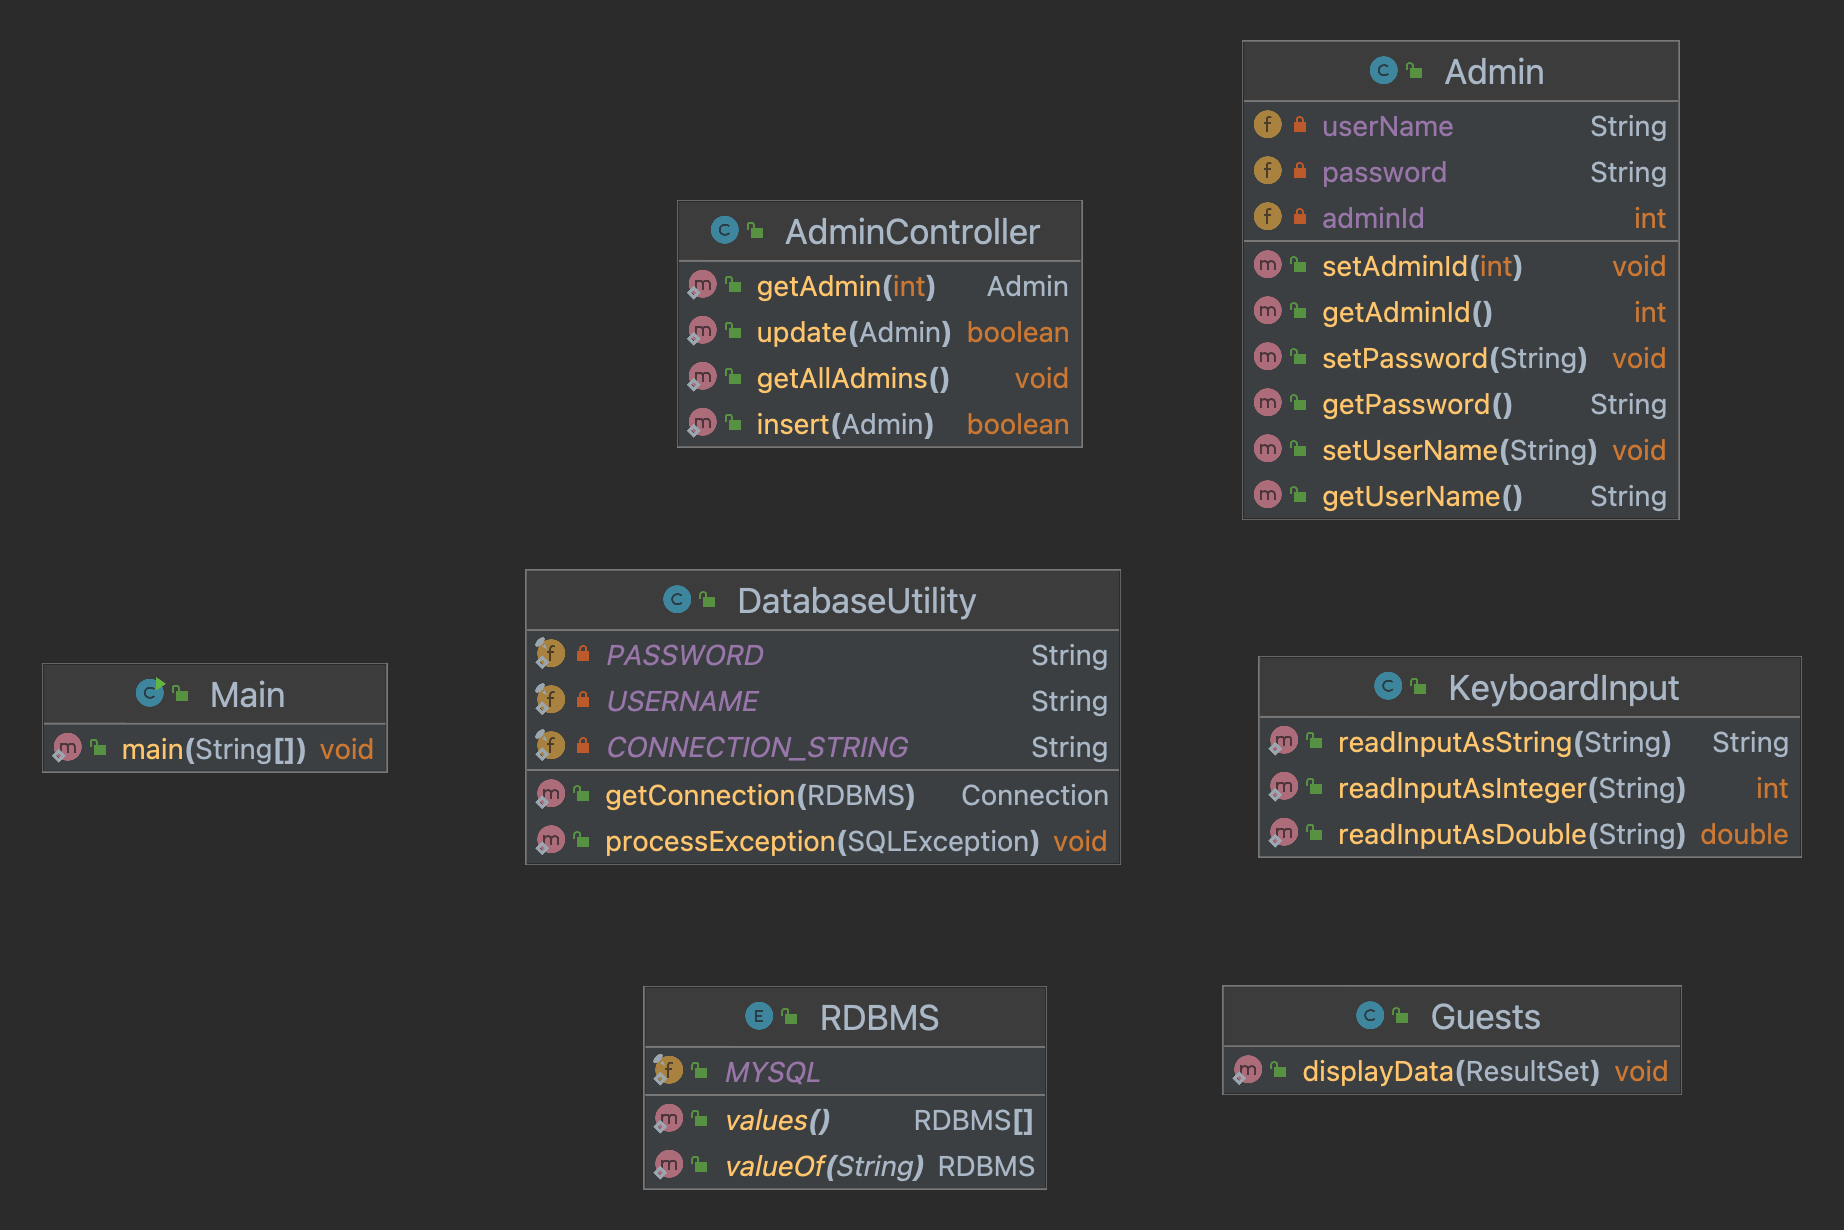 Admin
userName String
password String
adminId int
setAdminId(int) void
getAdminId() int
setPassword(String) void
getPassword() String
setUserName(String) void
getUserName() String
AdminController
getAdmin(int) Admin
update(Admin) boolean
getAllAdmins() void
insert(Admin) boolean
DatabaseUtility
PASSWORD String
USERNAME String
CONNECTION_STRING String
getConnection(RDBMS) Connection
processException(SQLException) void
Main
main(String[]) void
KeyboardInput
readInputAsString(String) String
readInputAsInteger(String) int
readInputAsDouble(String) double
RDBMS
MYSQL
values() RDBMS[]
valueOf(String) RDBMS
Guests
displayData(ResultSet) void